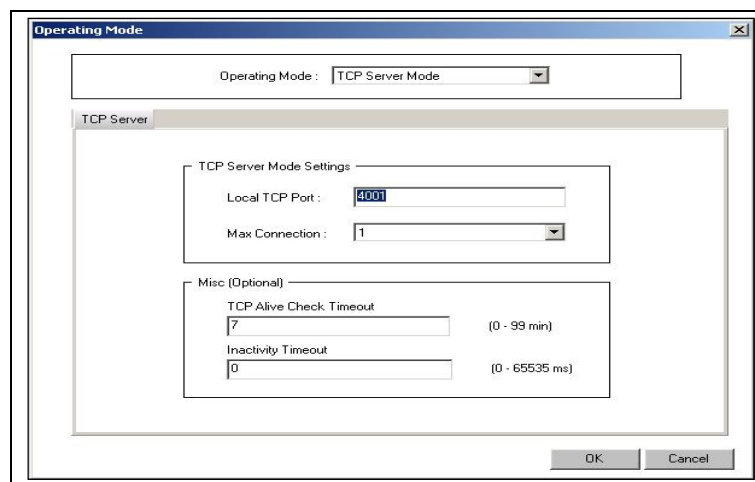 Operating Mode
Operating Mode : TCP Server Mode
TCP Server
TCP Server Mode Settings
Local TCP Port : 4001
Max Connection : 1
Misc (Optional)
TCP Alive Check Timeout
7 (0 - 99 min)
Inactivity Timeout
0 (0 - 65535 ms)
OK Cancel